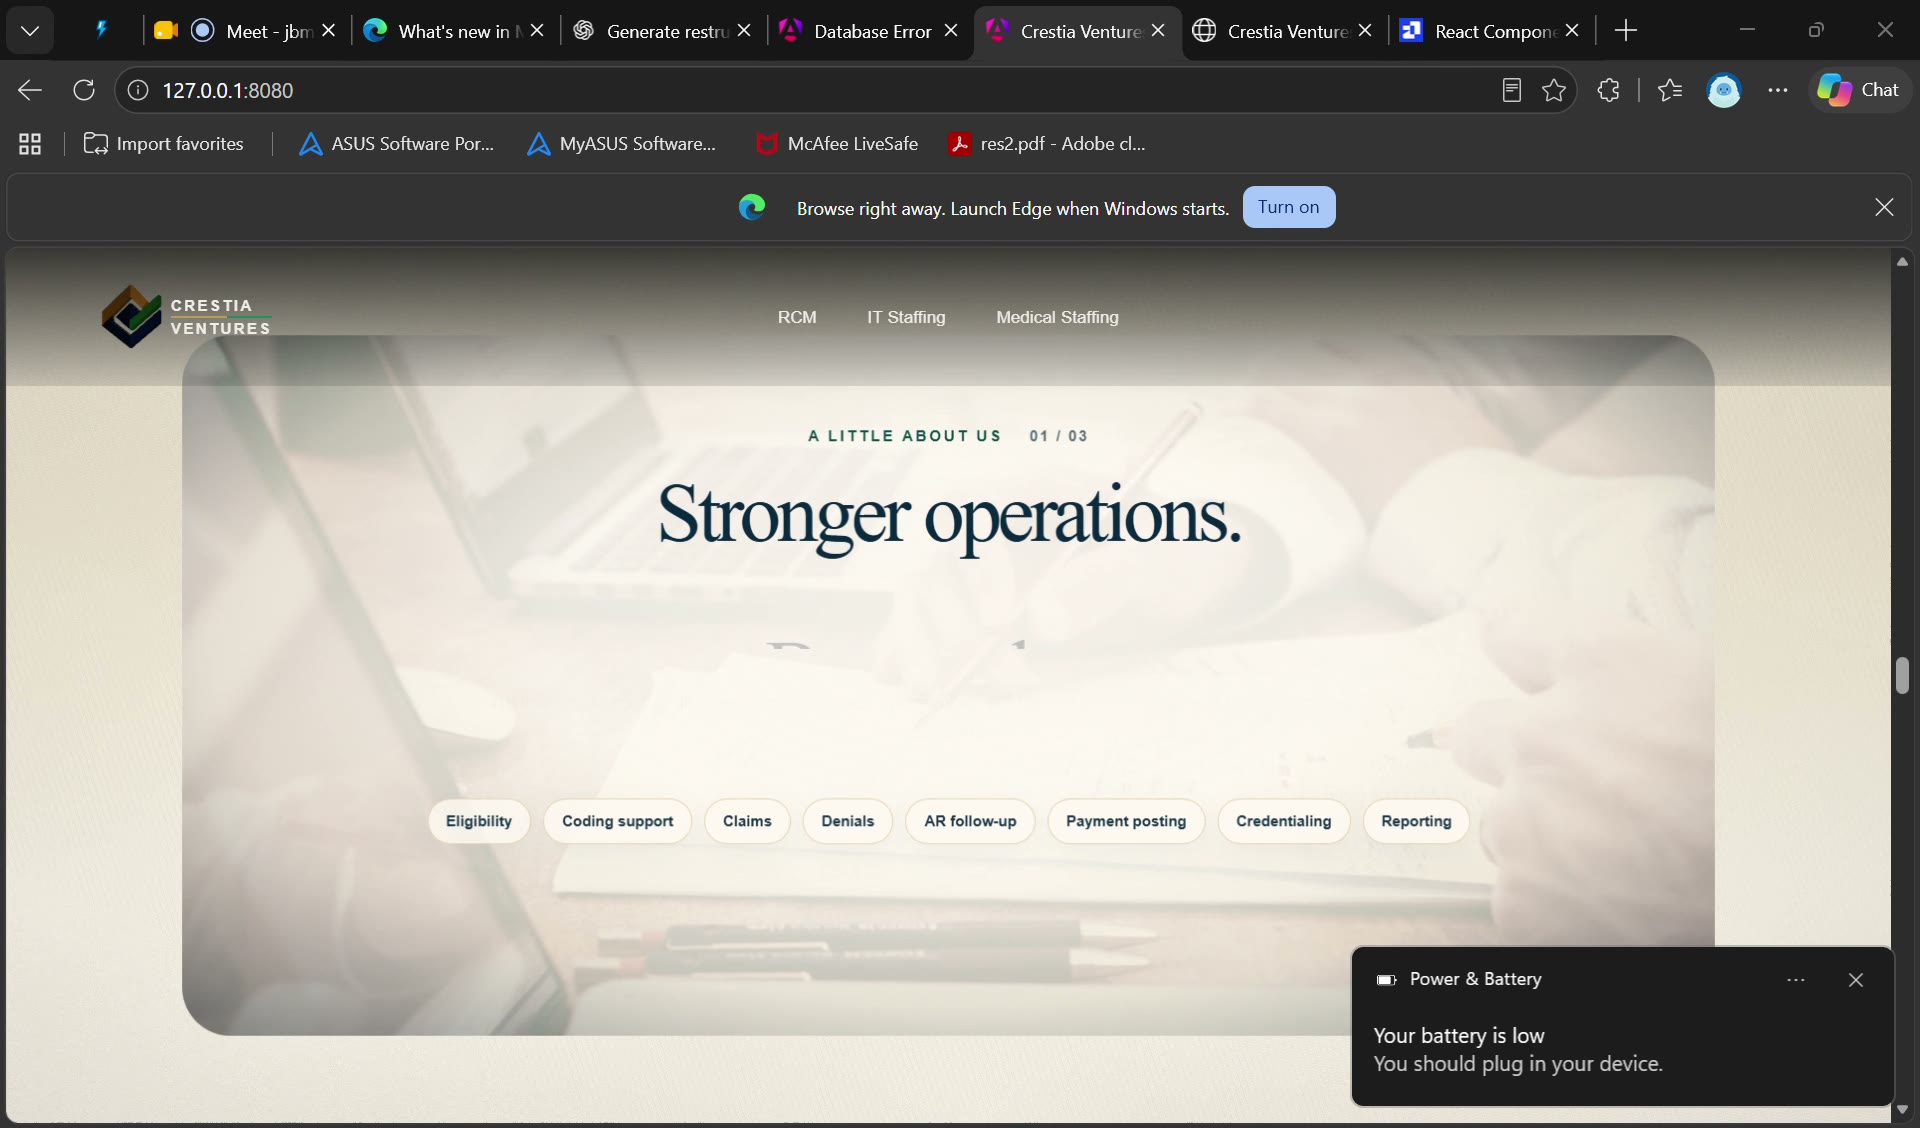 Meet - jbm
What's new in
Generate restru
Database Error
Crestia Venture
Crestia Venture
React Compone
127.0.0.1:8080
Chat
Import favorites
ASUS Software Por...
MyASUS Software...
McAfee LiveSafe
res2.pdf - Adobe cl...
Browse right away. Launch Edge when Windows starts.
Turn on
CRESTIA
VENTURES
RCM
IT Staffing
Medical Staffing
A LITTLE ABOUT US
01 / 03
Stronger operations.
Eligibility
Coding support
Claims
Denials
AR follow-up
Payment posting
Credentialing
Reporting
Power & Battery
Your battery is low
You should plug in your device.